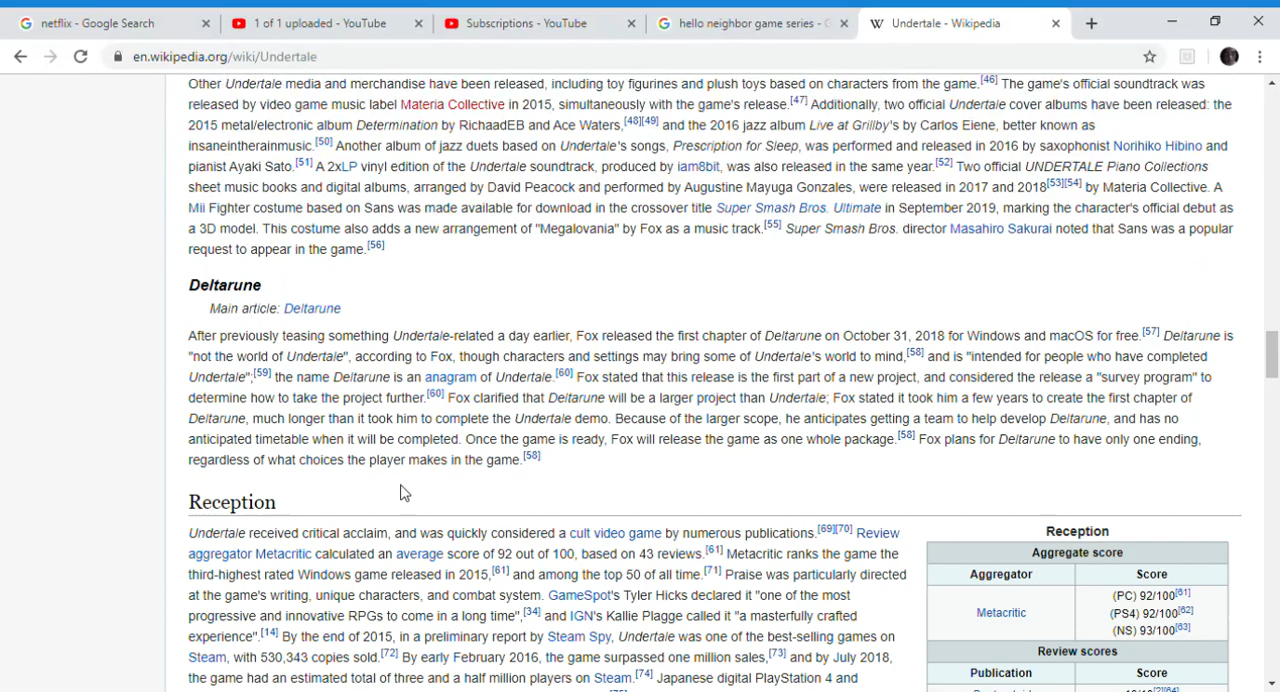 netflix - Google Search
1 of 1 uploaded - YouTube
Subscriptions - YouTube
hello neighbor game series - G
Undertale - Wikipedia
en.wikipedia.org/wiki/Undertale
Other Undertale media and merchandise have been released, including toy figurines and plush toys based on characters from the game.[46] The game's official soundtrack was
released by video game music label Materia Collective in 2015, simultaneously with the game's release.[47] Additionally, two official Undertale cover albums have been released: the
2015 metal/electronic album Determination by RichaadEB and Ace Waters,[48][49] and the 2016 jazz album Live at Grillby's by Carlos Eiene, better known as
insaneintherainmusic.[50] Another album of jazz duets based on Undertale's songs, Prescription for Sleep, was performed and released in 2016 by saxophonist Norihiko Hibino and
pianist Ayaki Sato.[51] A 2xLP vinyl edition of the Undertale soundtrack, produced by iam8bit, was also released in the same year.[52] Two official UNDERTALE Piano Collections
sheet music books and digital albums, arranged by David Peacock and performed by Augustine Mayuga Gonzales, were released in 2017 and 2018[53][54] by Materia Collective. A
Mii Fighter costume based on Sans was made available for download in the crossover title Super Smash Bros. Ultimate in September 2019, marking the character's official debut as
a 3D model. This costume also adds a new arrangement of "Megalovania" by Fox as a music track.[55] Super Smash Bros. director Masahiro Sakurai noted that Sans was a popular
request to appear in the game.[56]
Deltarune
Main article: Deltarune
After previously teasing something Undertale-related a day earlier, Fox released the first chapter of Deltarune on October 31, 2018 for Windows and macOS for free.[57] Deltarune is
"not the world of Undertale", according to Fox, though characters and settings may bring some of Undertale's world to mind,[58] and is "intended for people who have completed
Undertale";[59] the name Deltarune is an anagram of Undertale.[60] Fox stated that this release is the first part of a new project, and considered the release a "survey program" to
determine how to take the project further.[60] Fox clarified that Deltarune will be a larger project than Undertale; Fox stated it took him a few years to create the first chapter of
Deltarune, much longer than it took him to complete the Undertale demo. Because of the larger scope, he anticipates getting a team to help develop Deltarune, and has no
anticipated timetable when it will be completed. Once the game is ready, Fox will release the game as one whole package.[58] Fox plans for Deltarune to have only one ending,
regardless of what choices the player makes in the game.[58]
Reception
Undertale received critical acclaim, and was quickly considered a cult video game by numerous publications.[69][70] Review
aggregator Metacritic calculated an average score of 92 out of 100, based on 43 reviews.[61] Metacritic ranks the game the
third-highest rated Windows game released in 2015,[61] and among the top 50 of all time.[71] Praise was particularly directed
at the game's writing, unique characters, and combat system. GameSpot's Tyler Hicks declared it "one of the most
progressive and innovative RPGs to come in a long time",[34] and IGN's Kallie Plagge called it "a masterfully crafted
experience".[14] By the end of 2015, in a preliminary report by Steam Spy, Undertale was one of the best-selling games on
Steam, with 530,343 copies sold.[72] By early February 2016, the game surpassed one million sales,[73] and by July 2018,
the game had an estimated total of three and a half million players on Steam.[74] Japanese digital PlayStation 4 and
Reception
Aggregate score
Aggregator Score
Metacritic
(PC) 92/100[61]
(PS4) 92/100[62]
(NS) 93/100[63]
Review scores
Publication Score